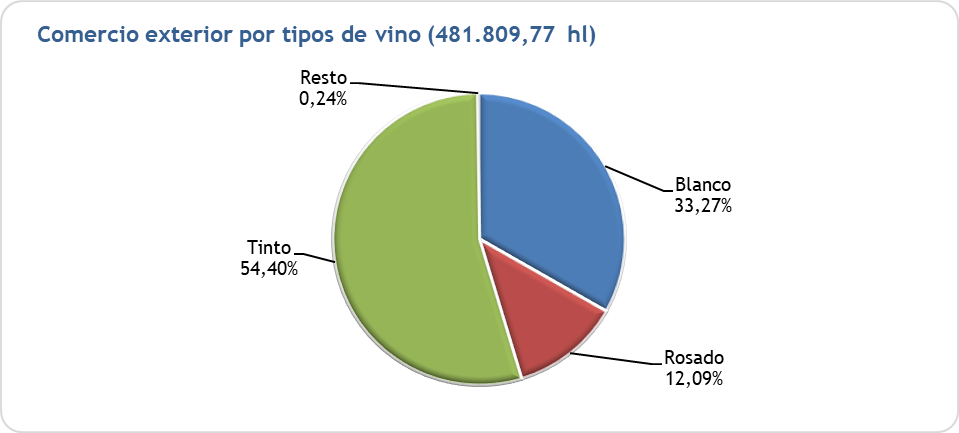 Comercio exterior por tipos de vino (481.809,77 hl)
Resto
0,24%
Blanco
33,27%
Tinto
54,40%
Rosado
12,09%